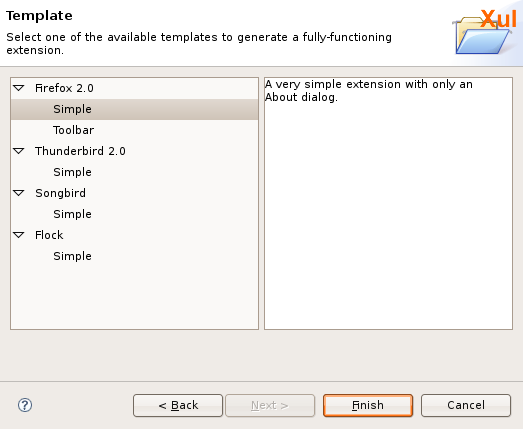 Template
Select one of the available templates to generate a fully-functioning
extension.
Xul
Firefox 2.0
Simple
Toolbar
Thunderbird 2.0
Simple
Songbird
Simple
Flock
Simple
A very simple extension with only an
About dialog.
?
< Back
Next >
Finish
Cancel